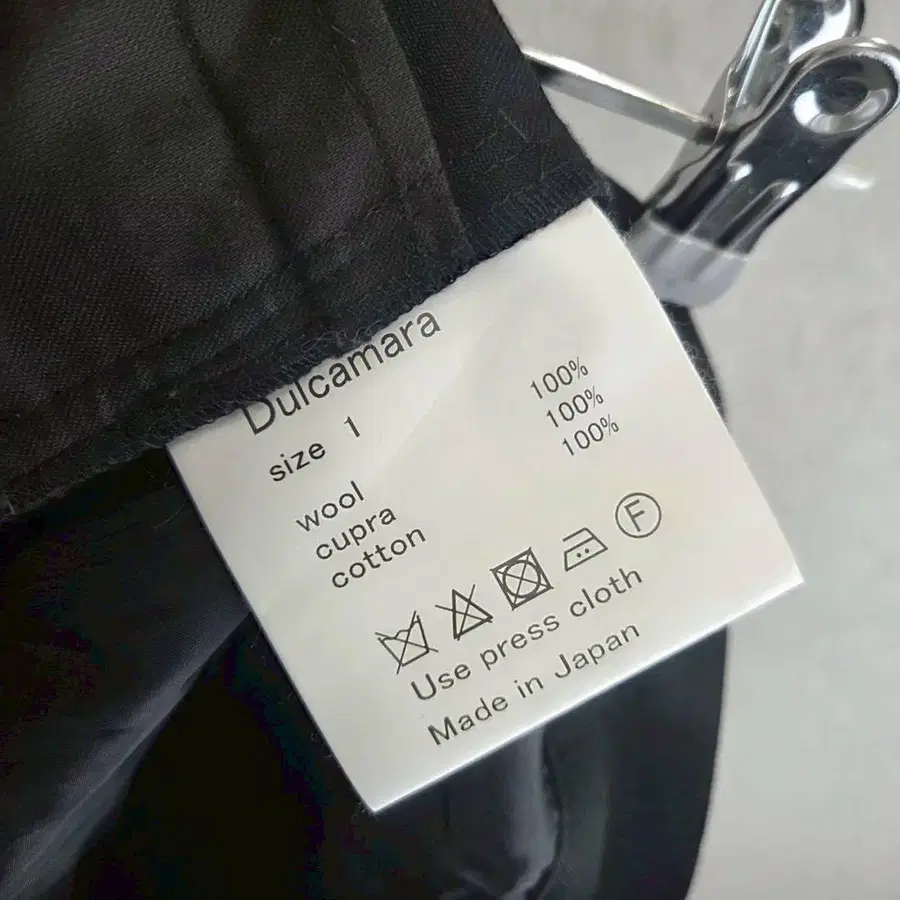 Dulcamara
size 1
wool 100%
cupra 100%
cotton 100%
F
Use press cloth
Made in Japan